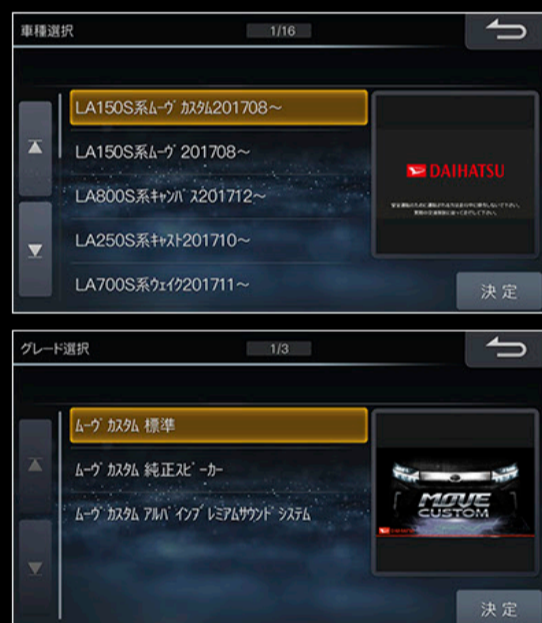 車種選択 1/16
LA150S系ﾑｰｳﾞ ｶｽﾀﾑ201708～
LA150S系ﾑｰｳﾞ 201708～
LA800S系ｷｬﾝﾊﾞｽ201712～
LA250S系ｷｬｽﾄ201710～
LA700S系ｳｪｲｸ201711～
DAIHATSU
決定
グレード選択 1/3
ﾑｰｳﾞ ｶｽﾀﾑ 標準
ﾑｰｳﾞ ｶｽﾀﾑ 純正ｽﾋﾟｰｶｰ
ﾑｰｳﾞ ｶｽﾀﾑ ｱﾙﾊﾟｲﾝﾌﾟﾚﾐｱﾑｻｳﾝﾄﾞ ｼｽﾃﾑ
MOVE
CUSTOM
決定